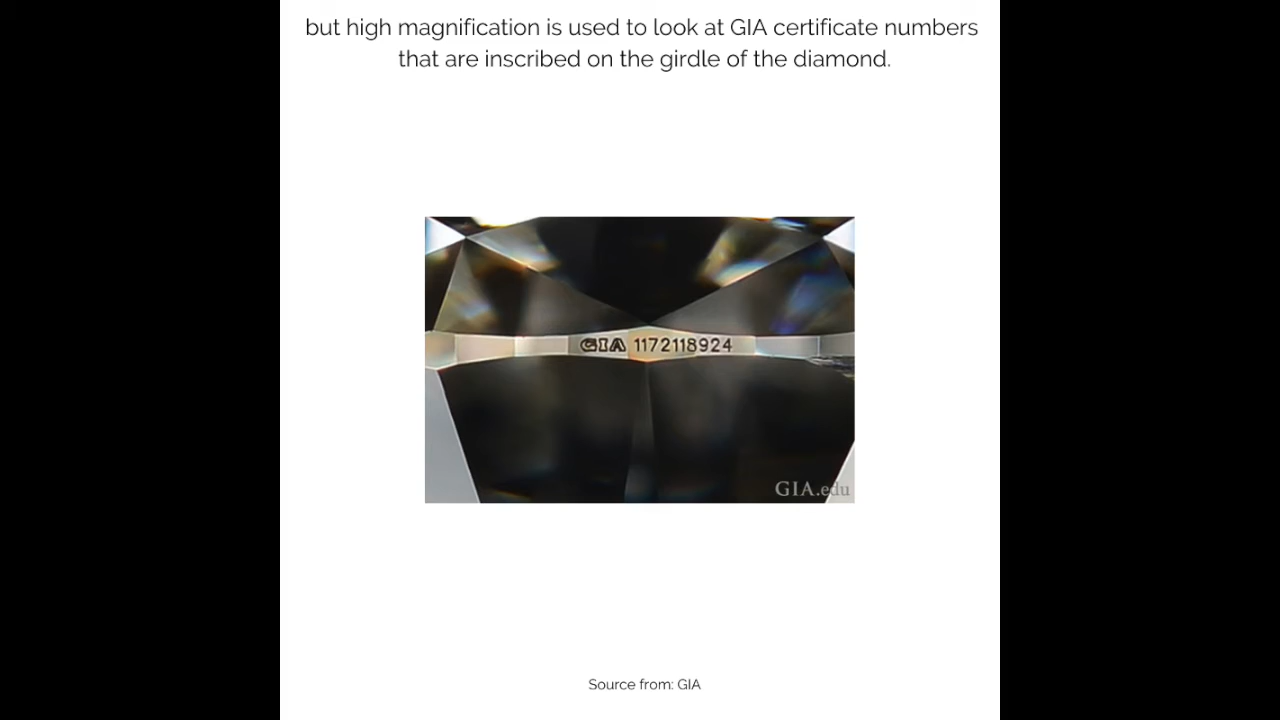 but high magnification is used to look at GIA certificate numbers
that are inscribed on the girdle of the diamond.
GIA 1172118924
GIA.edu
Source from: GIA